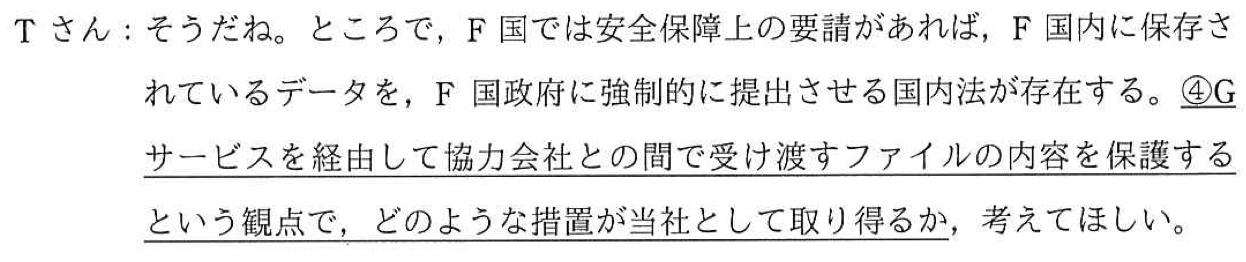 Tさん：そうだね。ところで，F国では安全保障上の要請があれば，F国内に保存さ
れているデータを，F国政府に強制的に提出させる国内法が存在する。④G
サービスを経由して協力会社との間で受け渡すファイルの内容を保護する
という観点で，どのような措置が当社として取り得るか，考えてほしい。